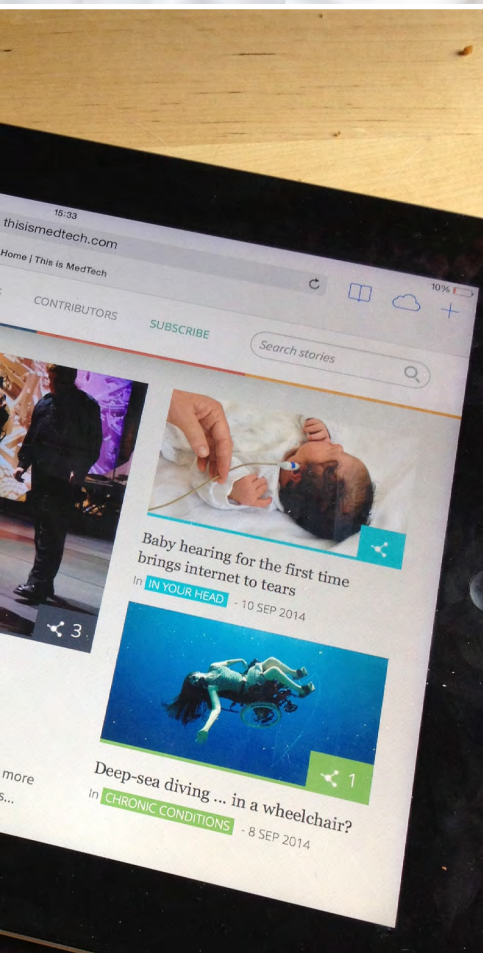 15:33
thisismedtech.com
10%
Home | This is MedTech
CONTRIBUTORS
SUBSCRIBE
Search stories
3
Baby hearing for the first time
brings internet to tears
In IN YOUR HEAD - 10 SEP 2014
1
more
s...
Deep-sea diving ... in a wheelchair?
In CHRONIC CONDITIONS - 8 SEP 2014